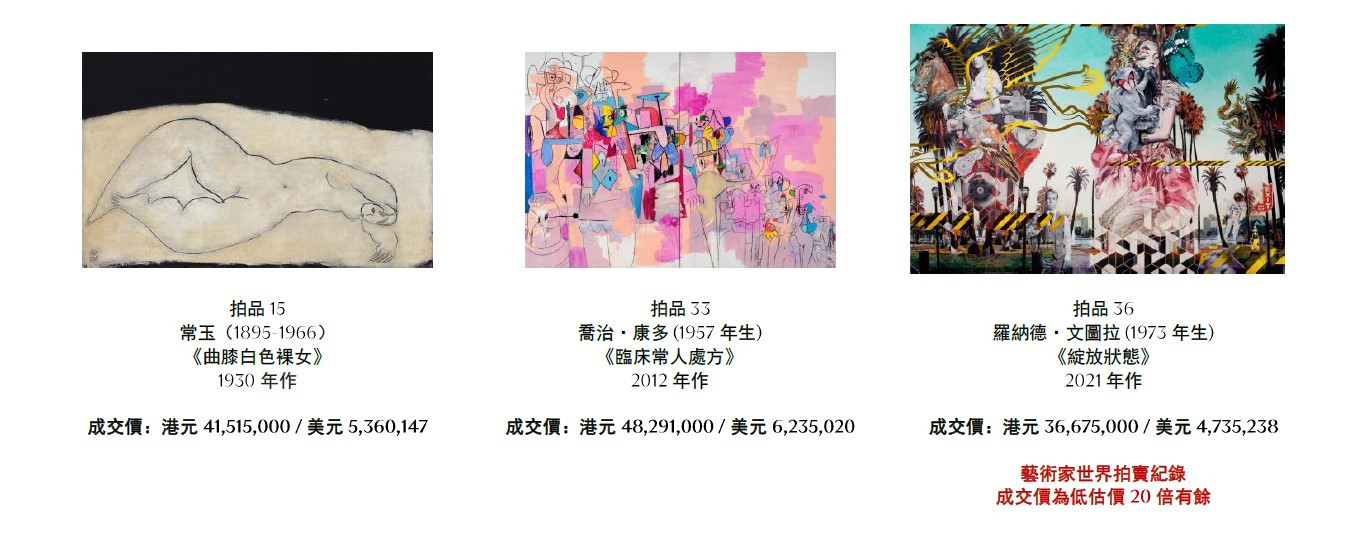 拍品 15
常玉（1895-1966）
《曲膝白色裸女》
1930 年作
成交價：港元 41,515,000 / 美元 5,360,147
拍品 33
喬治・康多 (1957 年生)
《臨床常人處方》
2012 年作
成交價：港元 48,291,000 / 美元 6,235,020
拍品 36
羅納德・文圖拉 (1973 年生)
《綻放狀態》
2021 年作
成交價：港元 36,675,000 / 美元 4,735,238
藝術家世界拍賣紀錄
成交價為低估價 20 倍有餘